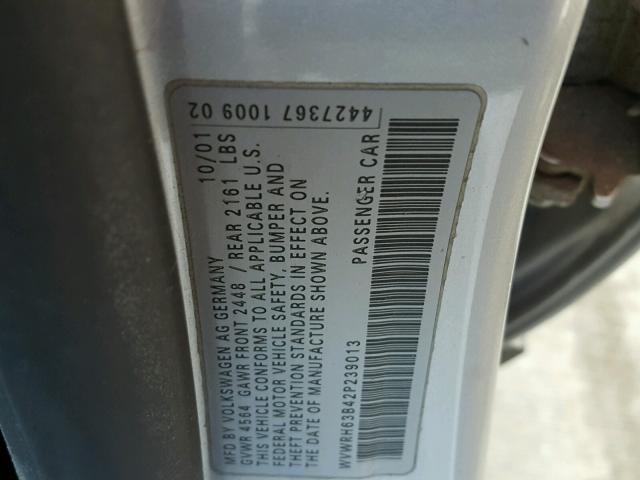 MFD BY VOLKSWAGEN AG GERMANY 10/01
GVWR 4564 GAWR FRONT 2448 / REAR 2161 LBS
THIS VEHICLE CONFORMS TO ALL APPLICABLE U.S.
FEDERAL MOTOR VEHICLE SAFETY, BUMPER AND
THEFT PREVENTION STANDARDS IN EFFECT ON
THE DATE OF MANUFACTURE SHOWN ABOVE.
WVWRH63B42P239013 PASSENGER CAR
4427367 1009 02